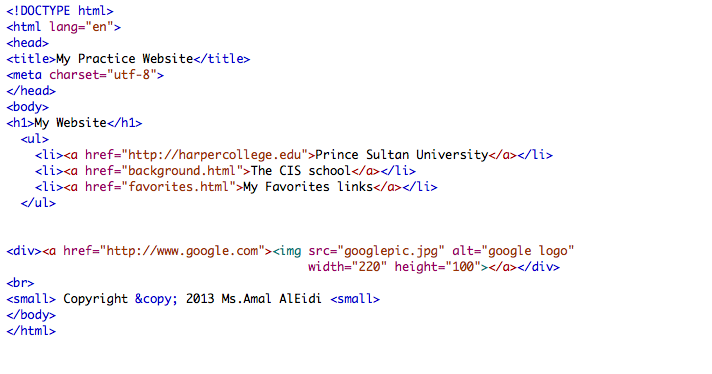 <!DOCTYPE html>
<html lang="en">
<head>
<title>My Practice Website</title>
<meta charset="utf-8">
</head>
<body>
<h1>My Website</h1>
  <ul>
    <li><a href="http://harpercollege.edu">Prince Sultan University</a></li>
    <li><a href="background.html">The CIS school</a></li>
    <li><a href="favorites.html">My Favorites links</a></li>
  </ul>
<div><a href="http://www.google.com"><img src="googlepic.jpg" alt="google logo"
                                          width="220" height="100"></a></div>
<br>
<small> Copyright &copy; 2013 Ms.Amal AlEidi <small>
</body>
</html>